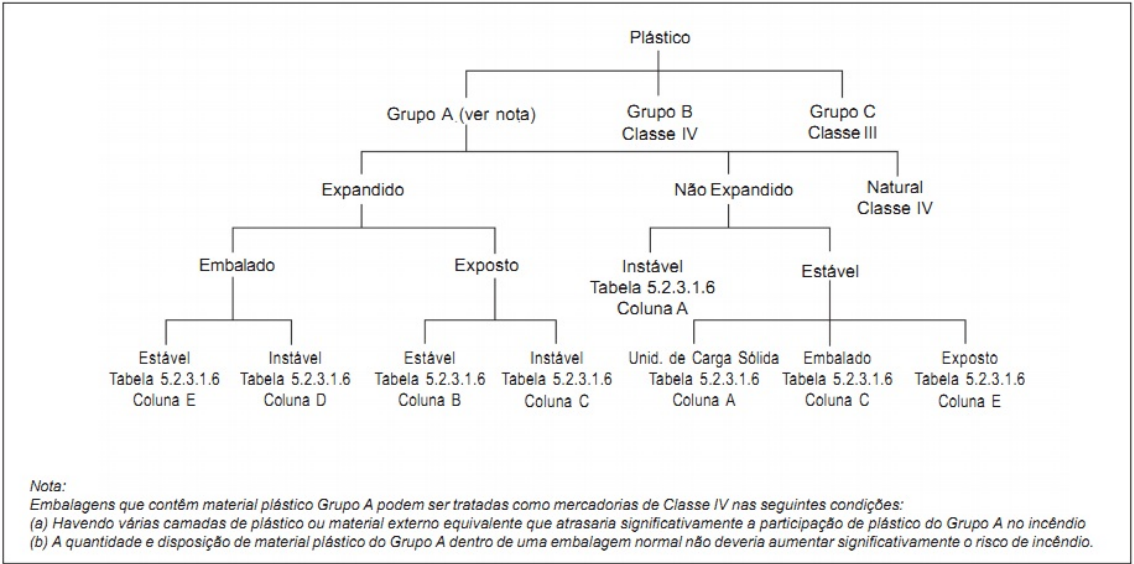 Plástico
Grupo A (ver nota)
Grupo B
Classe IV
Grupo C
Classe III
Expandido
Não Expandido
Natural
Classe IV
Embalado
Exposto
Instável
Tabela 5.2.3.1.6
Coluna A
Estável
Estável
Tabela 5.2.3.1.6
Coluna E
Instável
Tabela 5.2.3.1.6
Coluna D
Estável
Tabela 5.2.3.1.6
Coluna B
Instável
Tabela 5.2.3.1.6
Coluna C
Unid. de Carga Sólida
Tabela 5.2.3.1.6
Coluna A
Embalado
Tabela 5.2.3.1.6
Coluna C
Exposto
Tabela 5.2.3.1.6
Coluna E
Nota:
Embalagens que contêm material plástico Grupo A podem ser tratadas como mercadorias de Classe IV nas seguintes condições:
(a) Havendo várias camadas de plástico ou material externo equivalente que atrasaria significativamente a participação de plástico do Grupo A no incêndio
(b) A quantidade e disposição de material plástico do Grupo A dentro de uma embalagem normal não deveria aumentar significativamente o risco de incêndio.